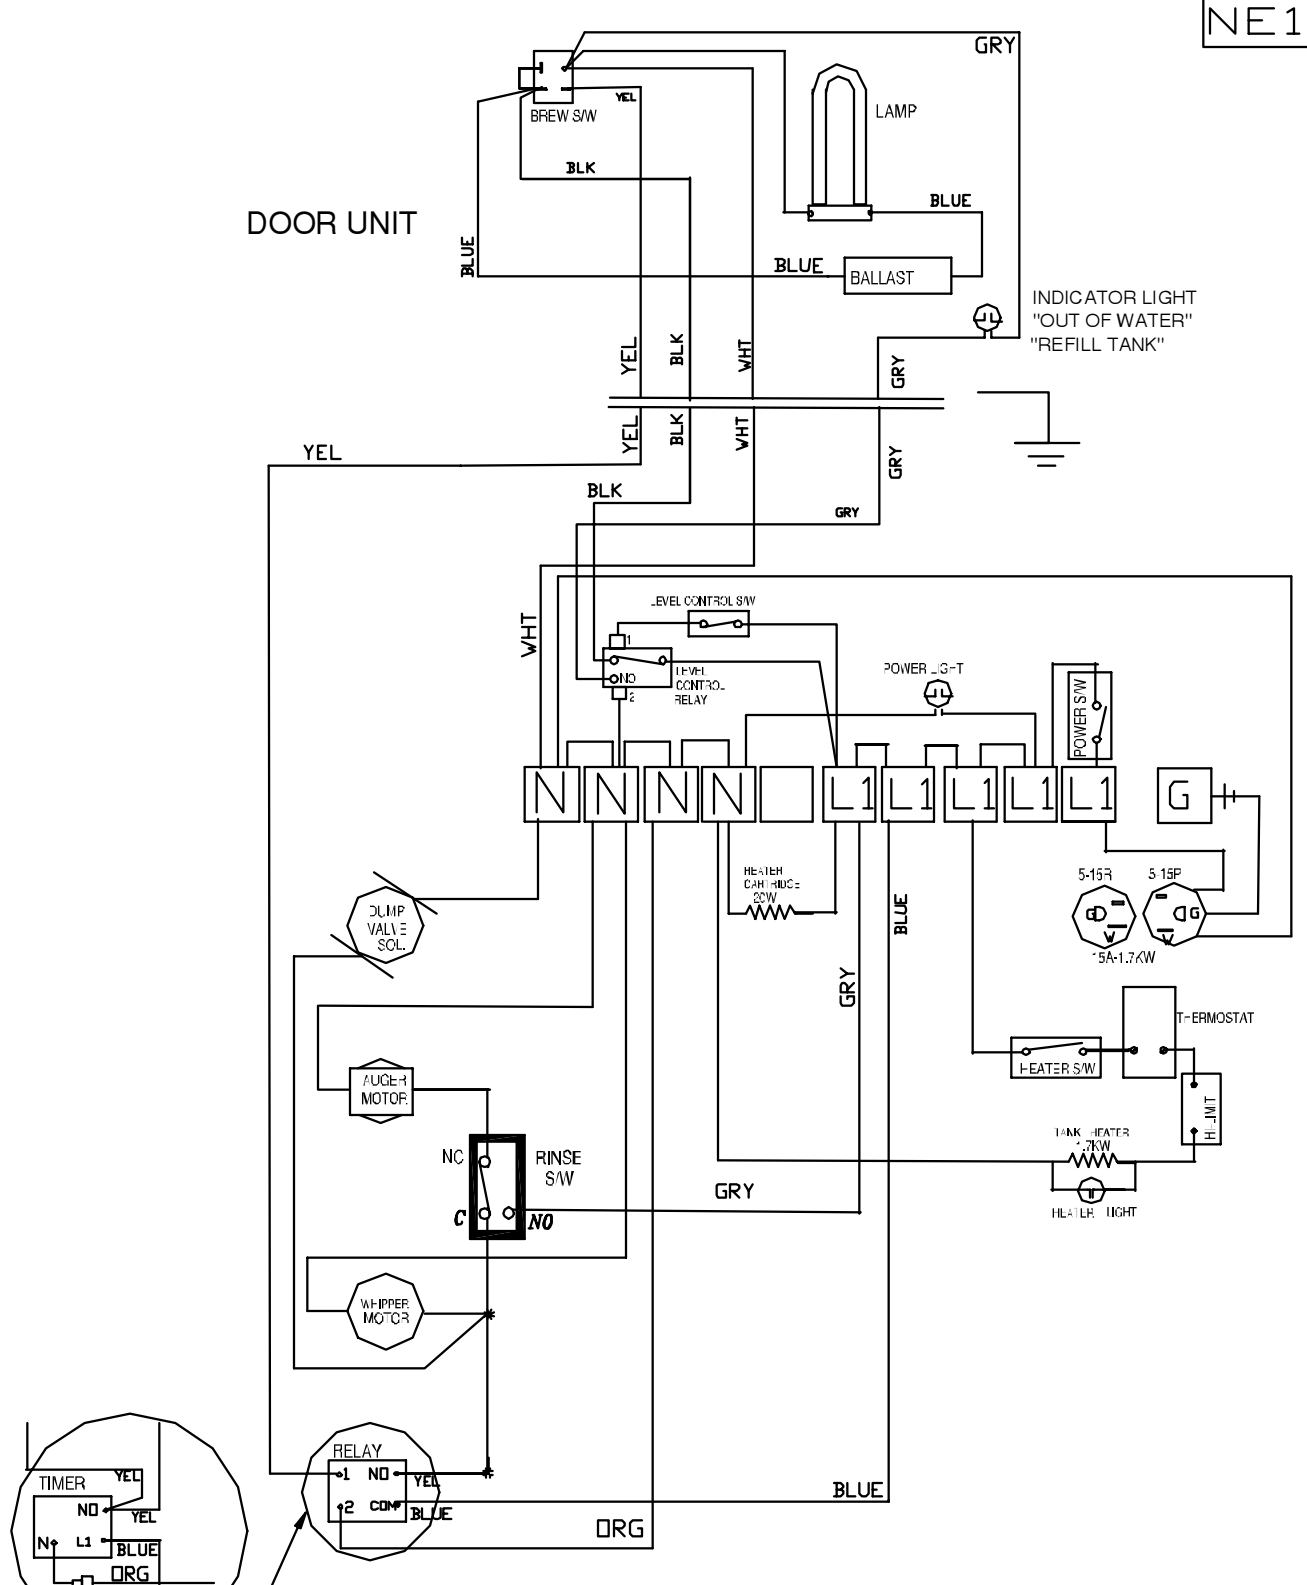 NE1
GRY
YEL
BREW S/W
LAMP
BLK
BLUE
DOOR UNIT
BLUE
BLUE
BALLAST
INDICATOR LIGHT
"OUT OF WATER"
"REFILL TANK"
YEL
BLK
WHT
GRY
YEL
BLK
WHT
GRY
YEL
BLK
GRY
WHT
LEVEL CONTROL S/W
1
NO
2
LEVEL
CONTROL
RELAY
POWER LIGHT
POWER S/W
N
N
N
N
L1
L1
L1
L1
L1
G
HEATER
CARTRIDGE
20W
BLUE
GRY
5-15R
5-15P
G
G
W
W
15A-1.7KW
DUMP
VALVE
SOL.
THERMOSTAT
HEATER S/W
HI-LIMIT
AUGER
MOTOR
TANK HEATER
1.7KW
HEATER LIGHT
NC
RINSE
S/W
C
NO
GRY
WHIPPER
MOTOR
RELAY
1
NO
YEL
2
COM
BLUE
BLUE
ORG
TIMER
YEL
NO
YEL
N
L1
BLUE
ORG